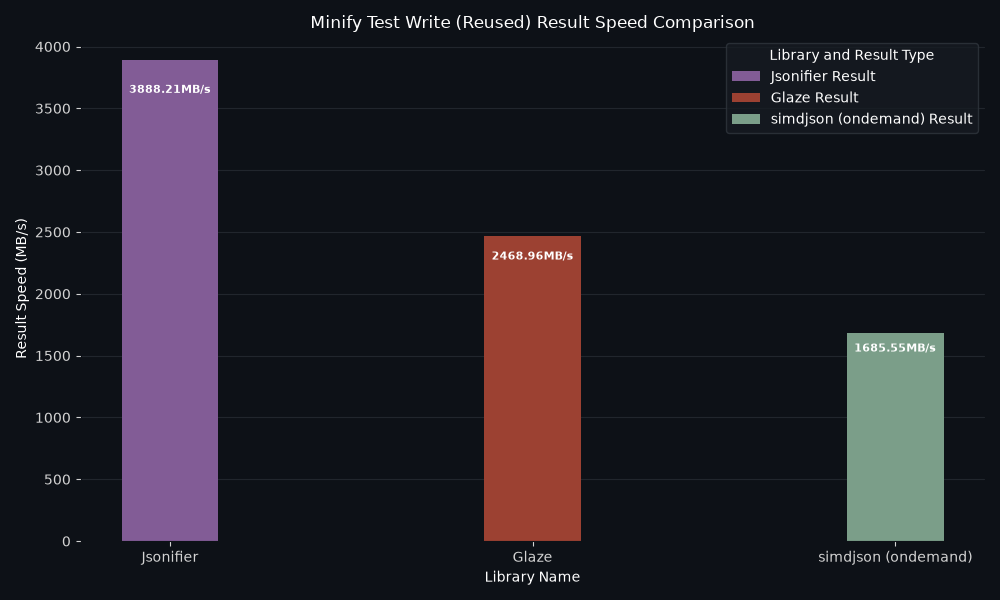 Minify Test Write (Reused) Result Speed Comparison
Library and Result Type
Jsonifier Result
Glaze Result
simdjson (ondemand) Result
Result Speed (MB/s)
4000
3500
3000
2500
2000
1500
1000
500
0
3888.21MB/s
2468.96MB/s
1685.55MB/s
Jsonifier
Glaze
simdjson (ondemand)
Library Name